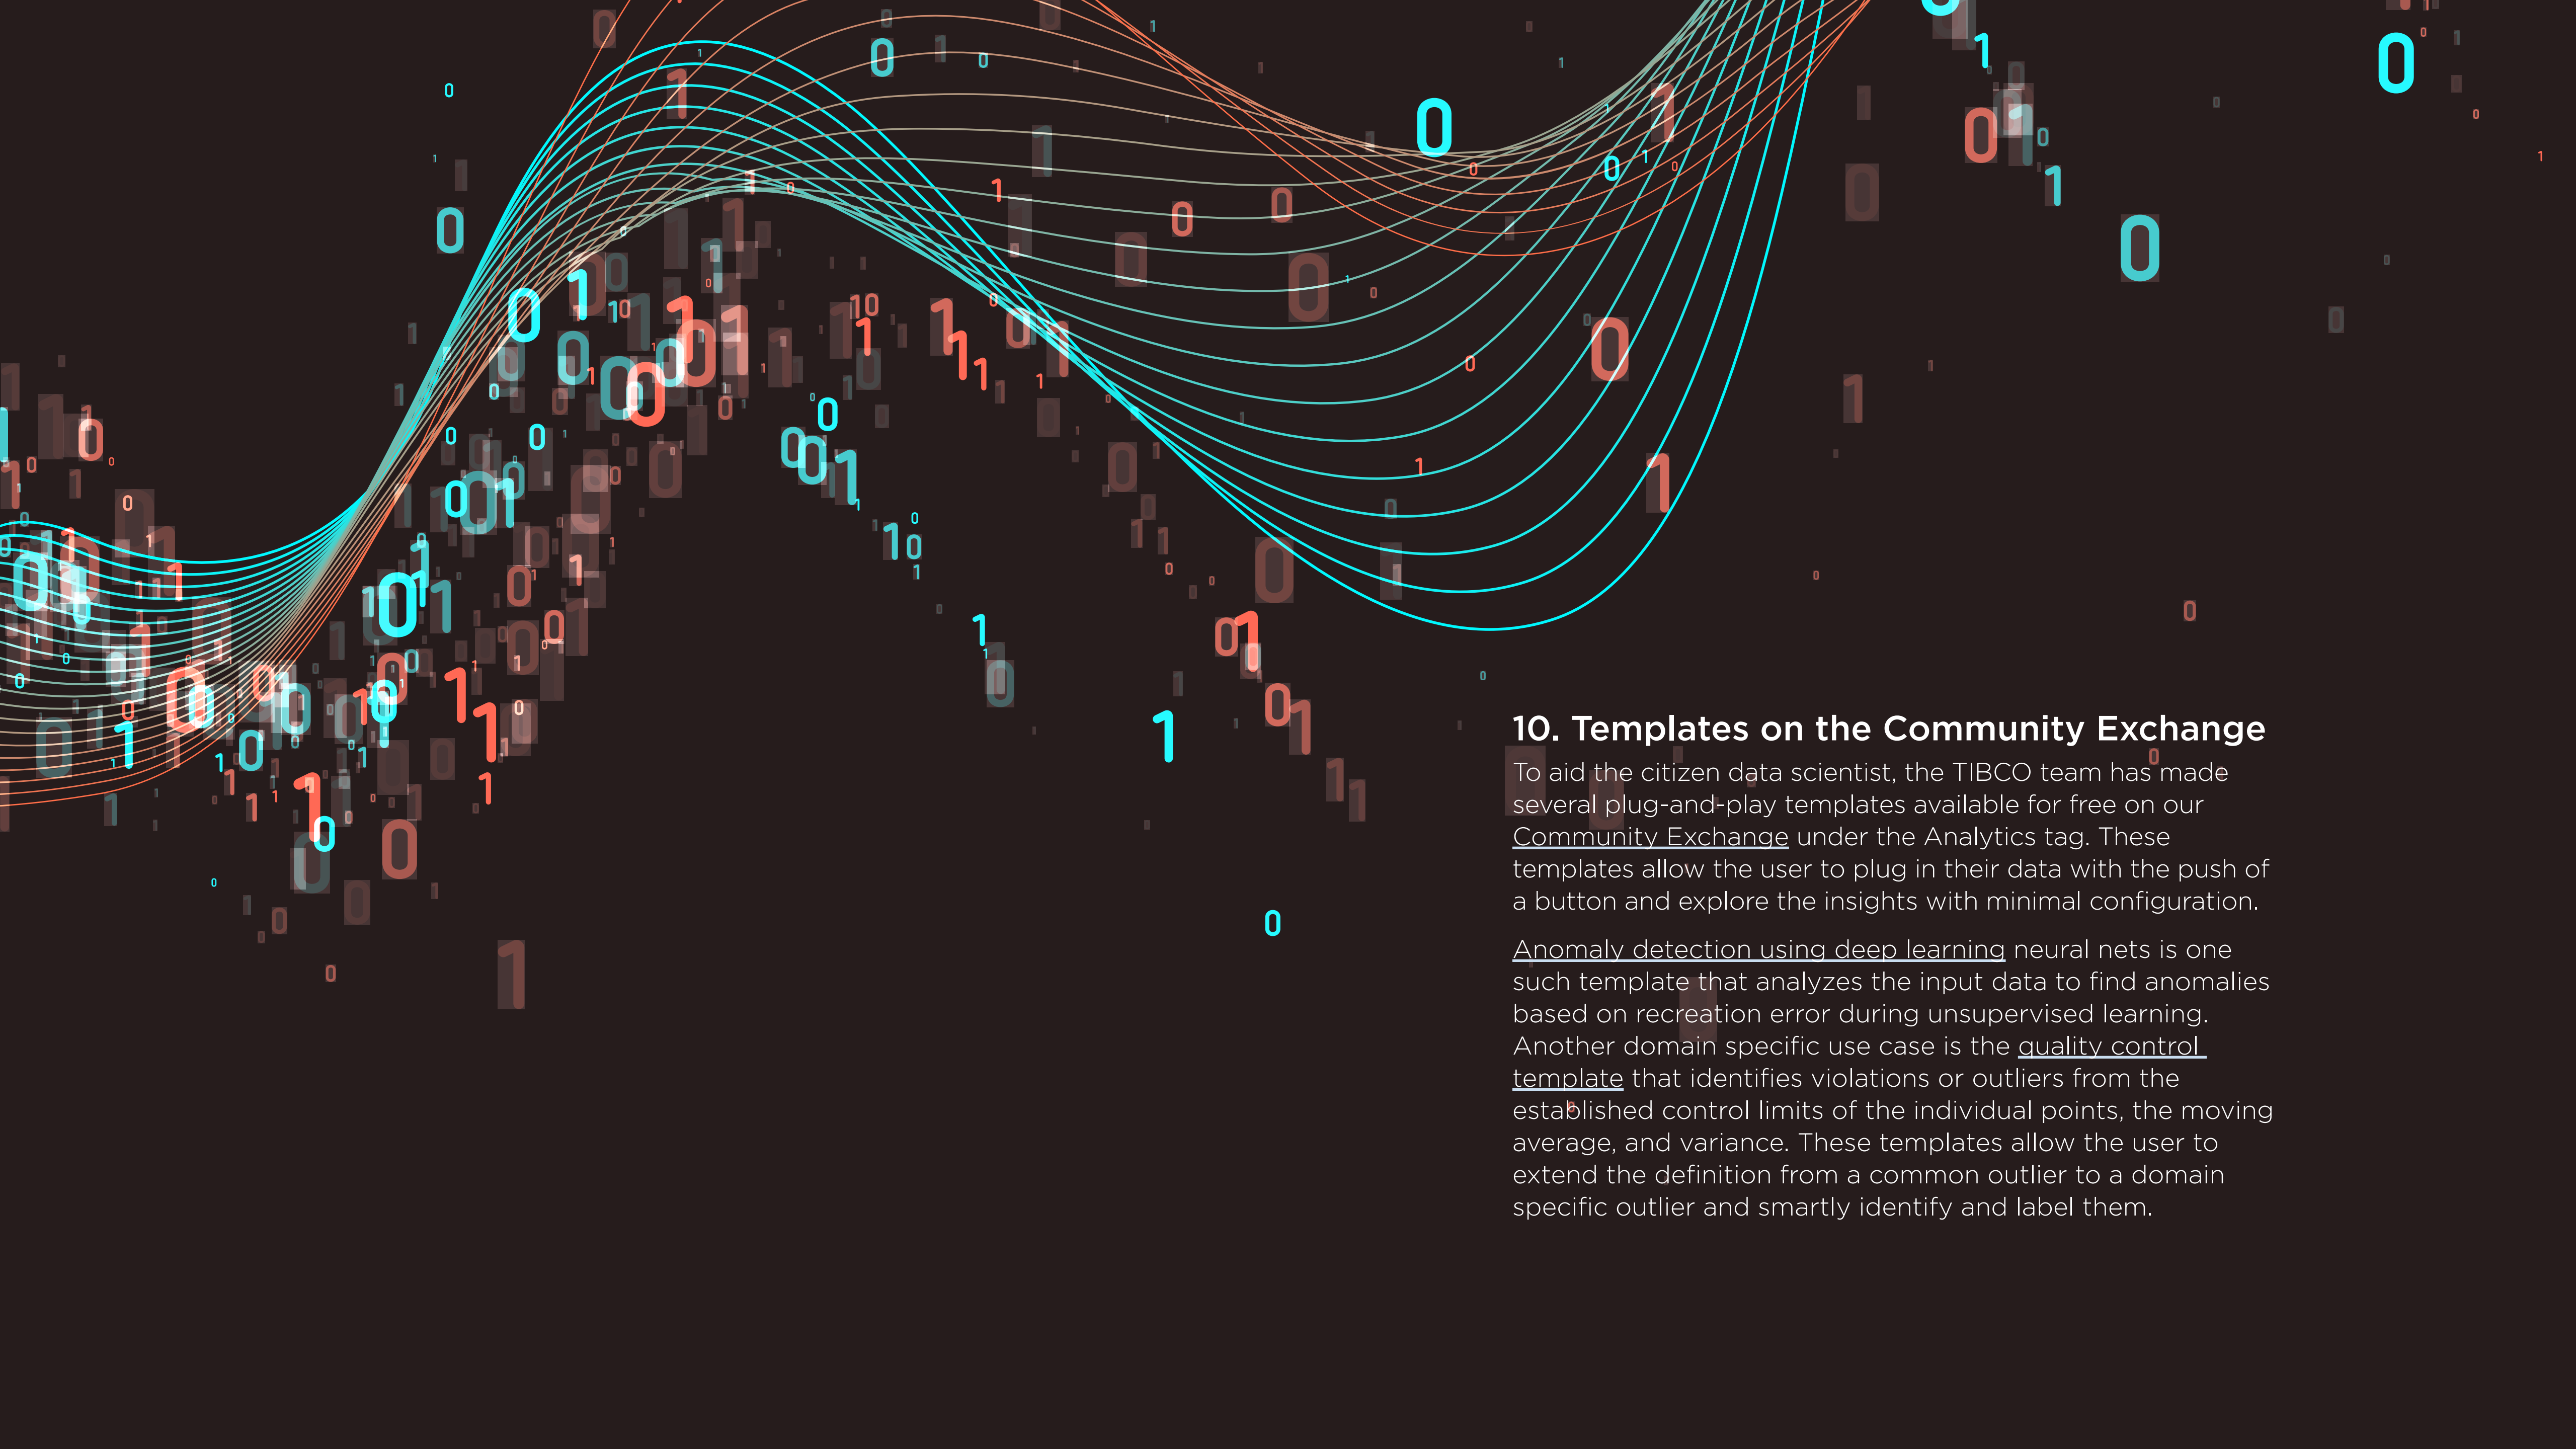 10. Templates on the Community Exchange
To aid the citizen data scientist, the TIBCO team has made
several plug-and-play templates available for free on our
Community Exchange under the Analytics tag. These
templates allow the user to plug in their data with the push of
a button and explore the insights with minimal configuration.
Anomaly detection using deep learning neural nets is one
such template that analyzes the input data to find anomalies
based on recreation error during unsupervised learning.
Another domain specific use case is the quality control
template that identifies violations or outliers from the
established control limits of the individual points, the moving
average, and variance. These templates allow the user to
extend the definition from a common outlier to a domain
specific outlier and smartly identify and label them.